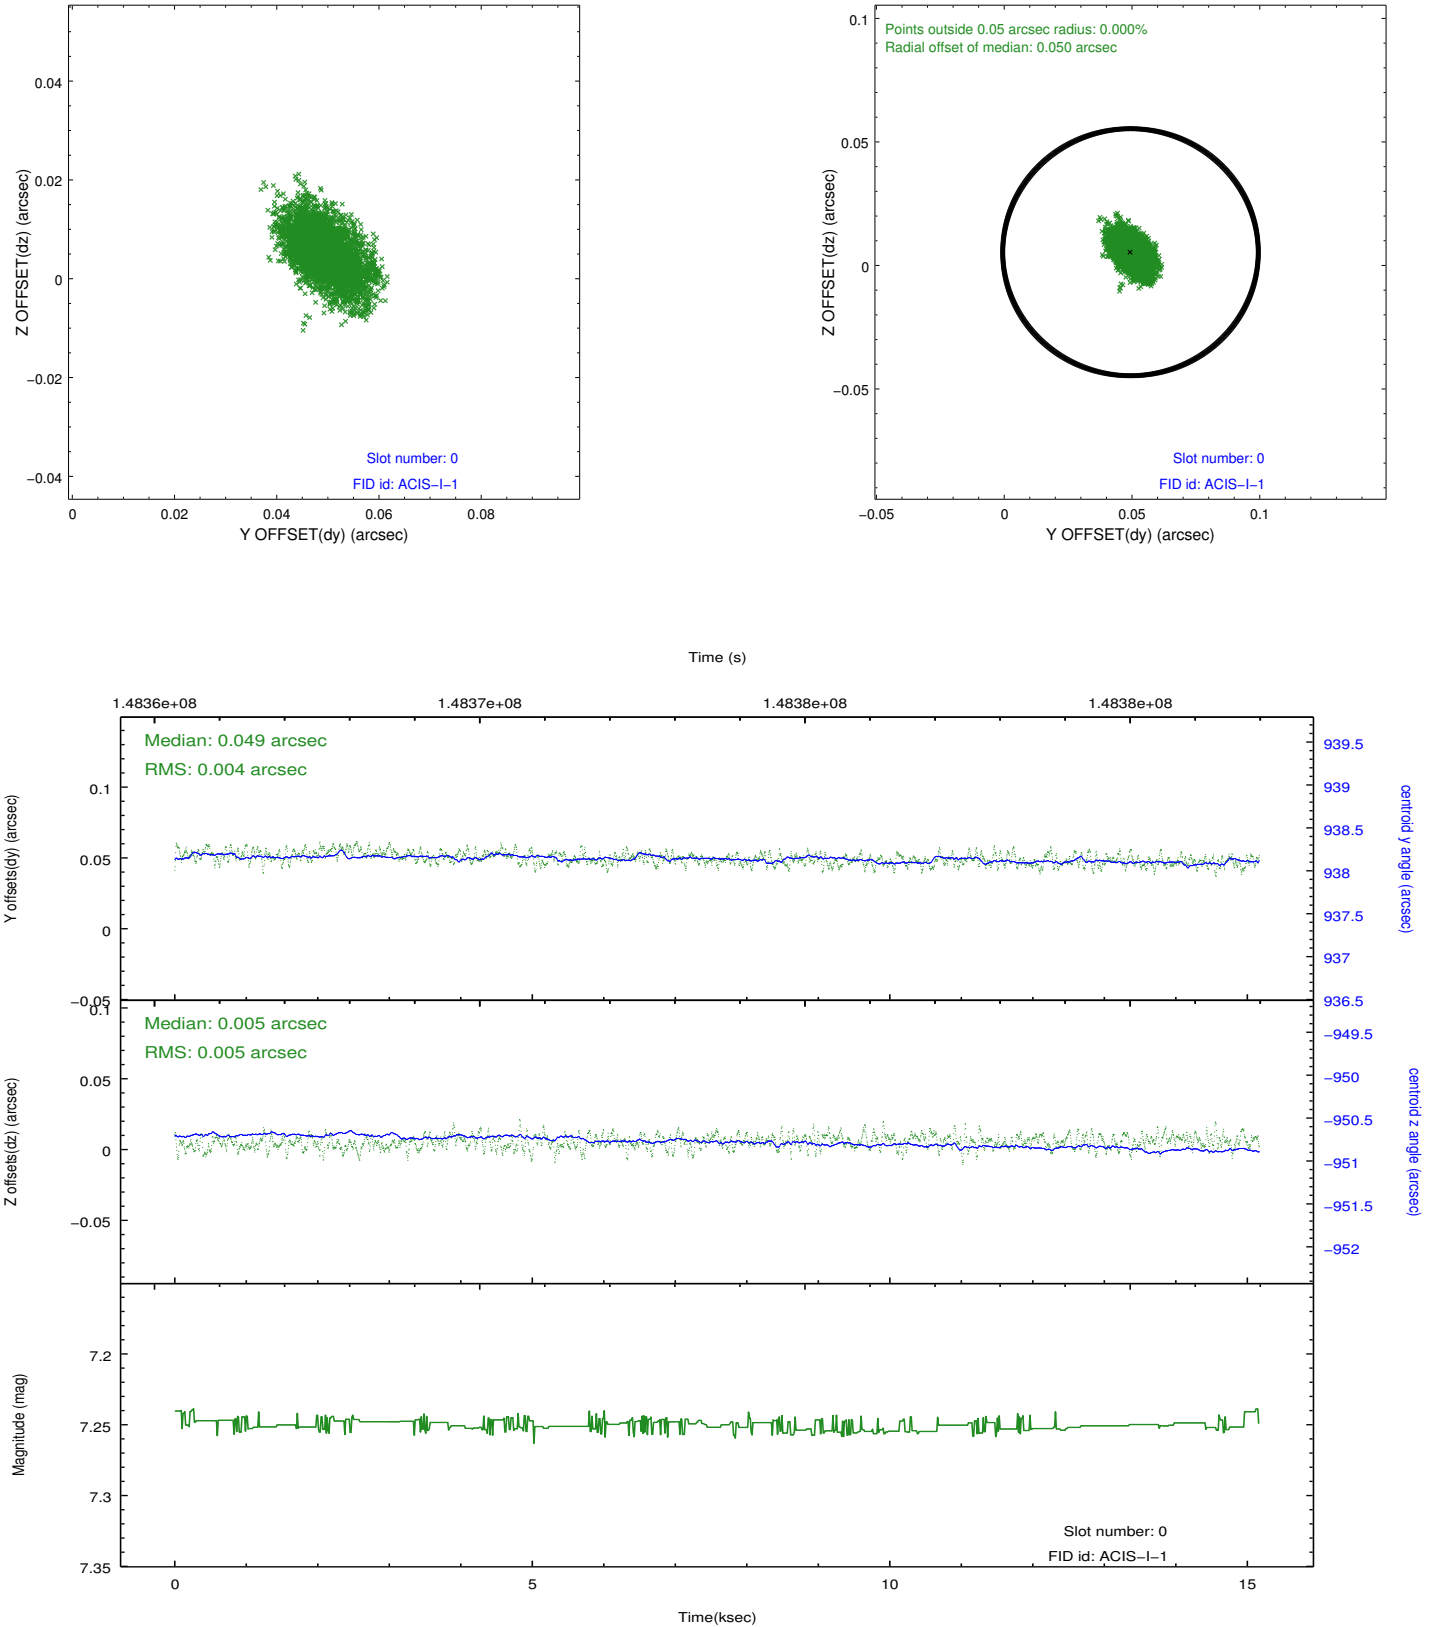 0.04
0.02
0
−0.02
−0.04
Z OFFSET(dz) (arcsec)
Slot number: 0
FID id: ACIS−I−1
0
0.02
0.04
0.06
0.08
Y OFFSET(dy) (arcsec)
Points outside 0.05 arcsec radius: 0.000%
Radial offset of median: 0.050 arcsec
0.1
0.05
0
−0.05
Z OFFSET(dz) (arcsec)
Slot number: 0
FID id: ACIS−I−1
−0.05
0
0.05
0.1
Y OFFSET(dy) (arcsec)
Time (s)
1.4836e+08
1.4837e+08
1.4838e+08
1.4838e+08
Median: 0.049 arcsec
RMS: 0.004 arcsec
0.1
0.05
0
−0.05
Y offsets(dy) (arcsec)
939.5
939
938.5
938
937.5
937
936.5
centroid y angle (arcsec)
Median: 0.005 arcsec
RMS: 0.005 arcsec
0.1
0.05
0
−0.05
Z offsets(dz) (arcsec)
−949.5
−950
−950.5
−951
−951.5
−952
centroid z angle (arcsec)
7.2
7.25
7.3
7.35
Magnitude (mag)
Slot number: 0
FID id: ACIS−I−1
0
5
10
15
Time(ksec)